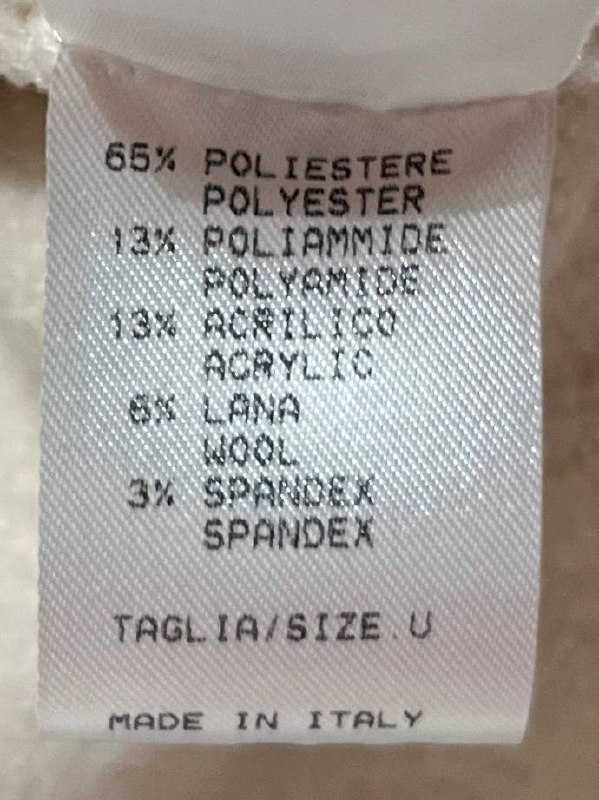 65% POLIESTERE
POLYESTER
13% POLIAMMIDE
POLYAMIDE
13% ACRILICO
ACRYLIC
6% LANA
WOOL
3% SPANDEX
SPANDEX
TAGLIA/SIZE.U
MADE IN ITALY